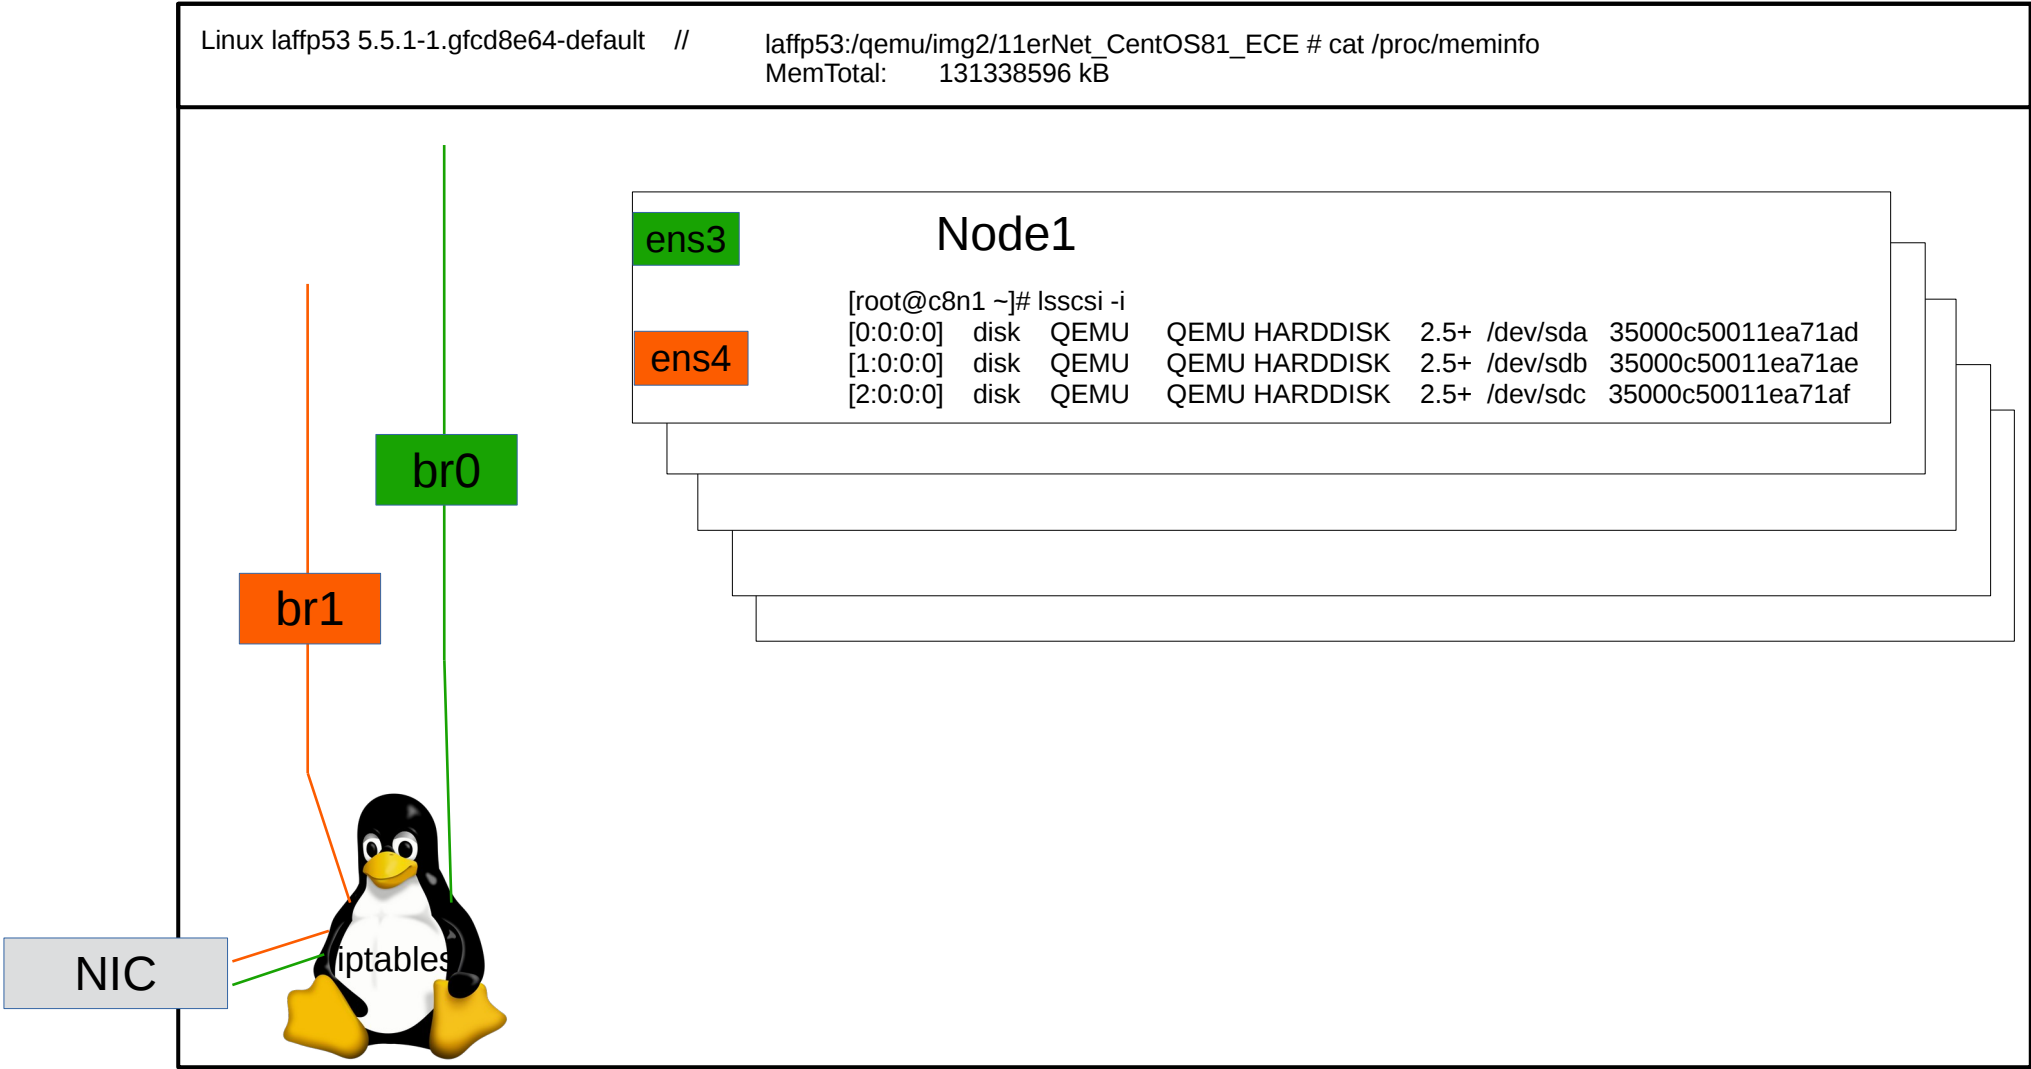 Linux laffp53 5.5.1-1.gfcd8e64-default //
laffp53:/qemu/img2/11erNet_CentOS81_ECE # cat /proc/meminfo
MemTotal: 131338596 kB
ens3
Node1
[root@c8n1 ~]# lsscsi -i
[0:0:0:0] disk QEMU QEMU HARDDISK 2.5+ /dev/sda 35000c50011ea71ad
ens4
[1:0:0:0] disk QEMU QEMU HARDDISK 2.5+ /dev/sdb 35000c50011ea71ae
[2:0:0:0] disk QEMU QEMU HARDDISK 2.5+ /dev/sdc 35000c50011ea71af
br0
br1
iptables
NIC